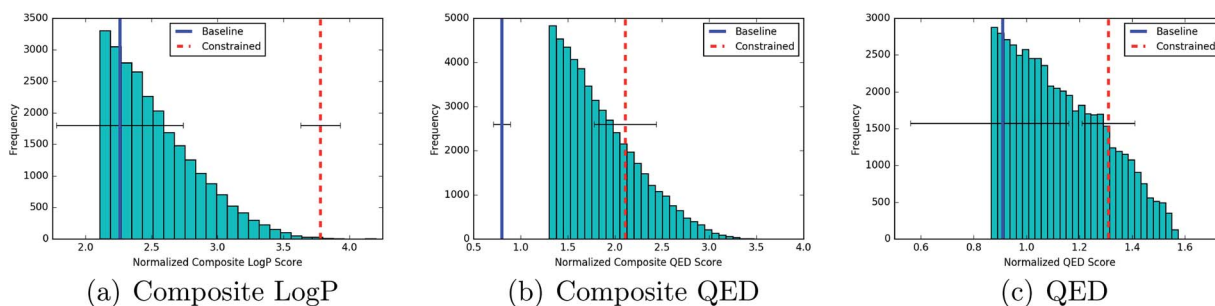 3500
3000
2500
2000
1500
1000
500
0
Frequency
2.0 2.5 3.0 3.5 4.0
Normalized Composite LogP Score
Baseline
Constrained
(a) Composite LogP
5000
4000
3000
2000
1000
0
Frequency
0.5 1.0 1.5 2.0 2.5 3.0 3.5 4.0
Normalized Composite QED Score
Baseline
Constrained
(b) Composite QED
3000
2500
2000
1500
1000
500
0
Frequency
0.6 0.8 1.0 1.2 1.4 1.6
Normalized QED Score
Baseline
Constrained
(c) QED